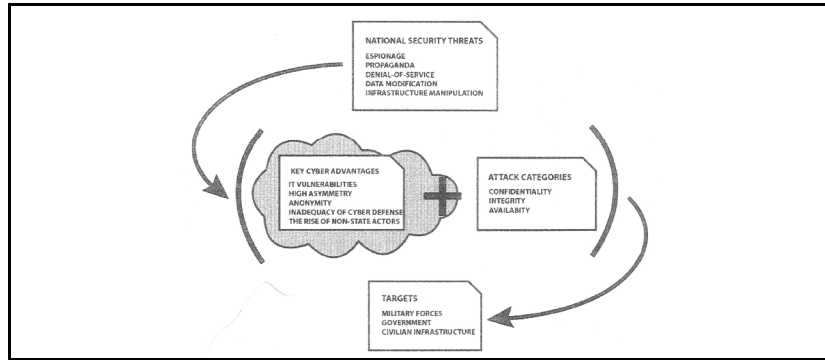 NATIONAL SECURITY THREATS
ESPIONAGE
PROPAGANDA
DENIAL-OF-SERVICE
DATA MODIFICATION
INFRASTRUCTURE MANIPULATION
KEY CYBER ADVANTAGES
IT VULNERABILITIES
HIGH ASYMMETRY
ANONYMITY
INADEQUACY OF CYBER DEFENSE
THE RISE OF NON-STATE ACTORS
ATTACK CATEGORIES
CONFIDENTIALITY
INTEGRITY
AVAILABITY
TARGETS
MILITARY FORCES
GOVERNMENT
CIVILIAN INFRASTRUCTURE